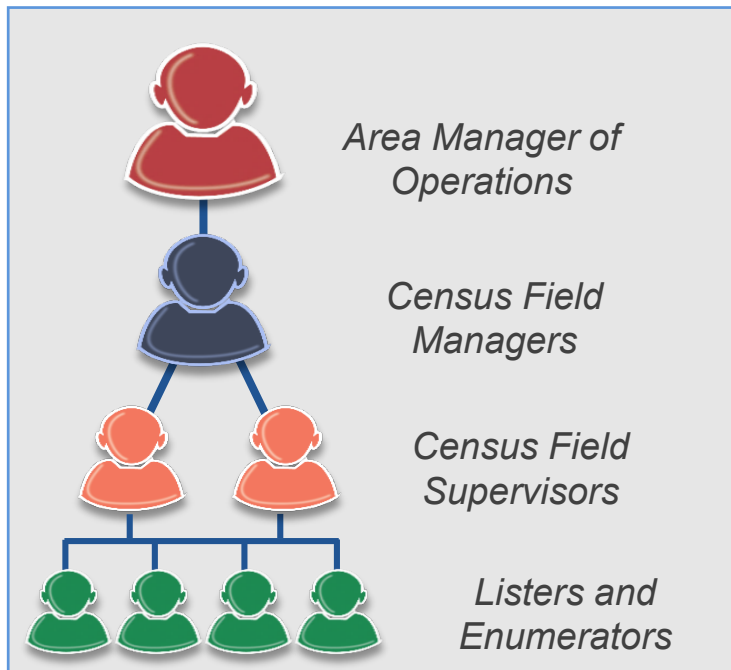 Area Manager of
Operations
Census Field
Managers
Census Field
Supervisors
Listers and
Enumerators